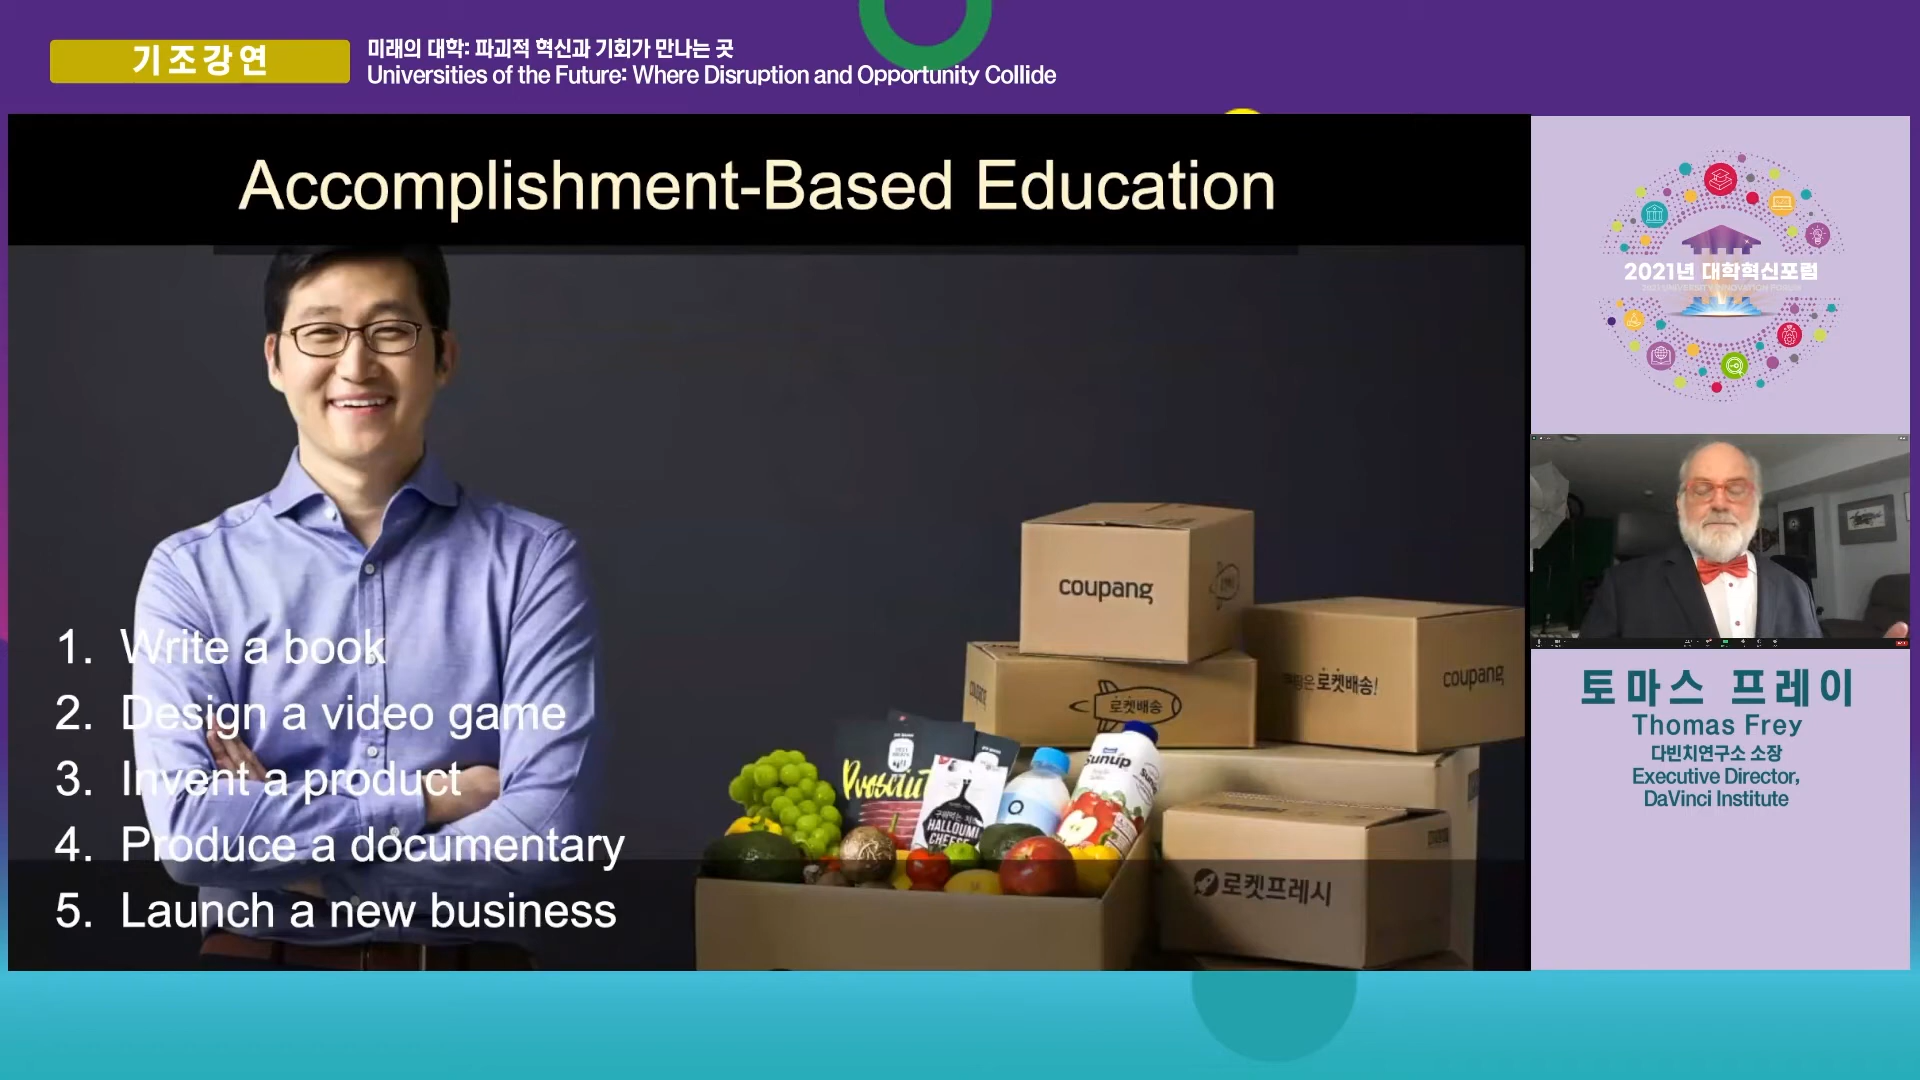 기조강연
미래의 대학: 파괴적 혁신과 기회가 만나는 곳
Universities of the Future: Where Disruption and Opportunity Collide
Accomplishment-Based Education
1. Write a book
2. Design a video game
3. Invent a product
4. Produce a documentary
5. Launch a new business
coupang
로켓배송
로켓배송!
coupang
로켓프레시
HALLOUMI
CHEESE
Sunup
2021년 대학혁신포럼
2021 UNIVERSITY INNOVATION FORUM
토마스 프레이
Thomas Frey
다빈치연구소 소장
Executive Director,
DaVinci Institute